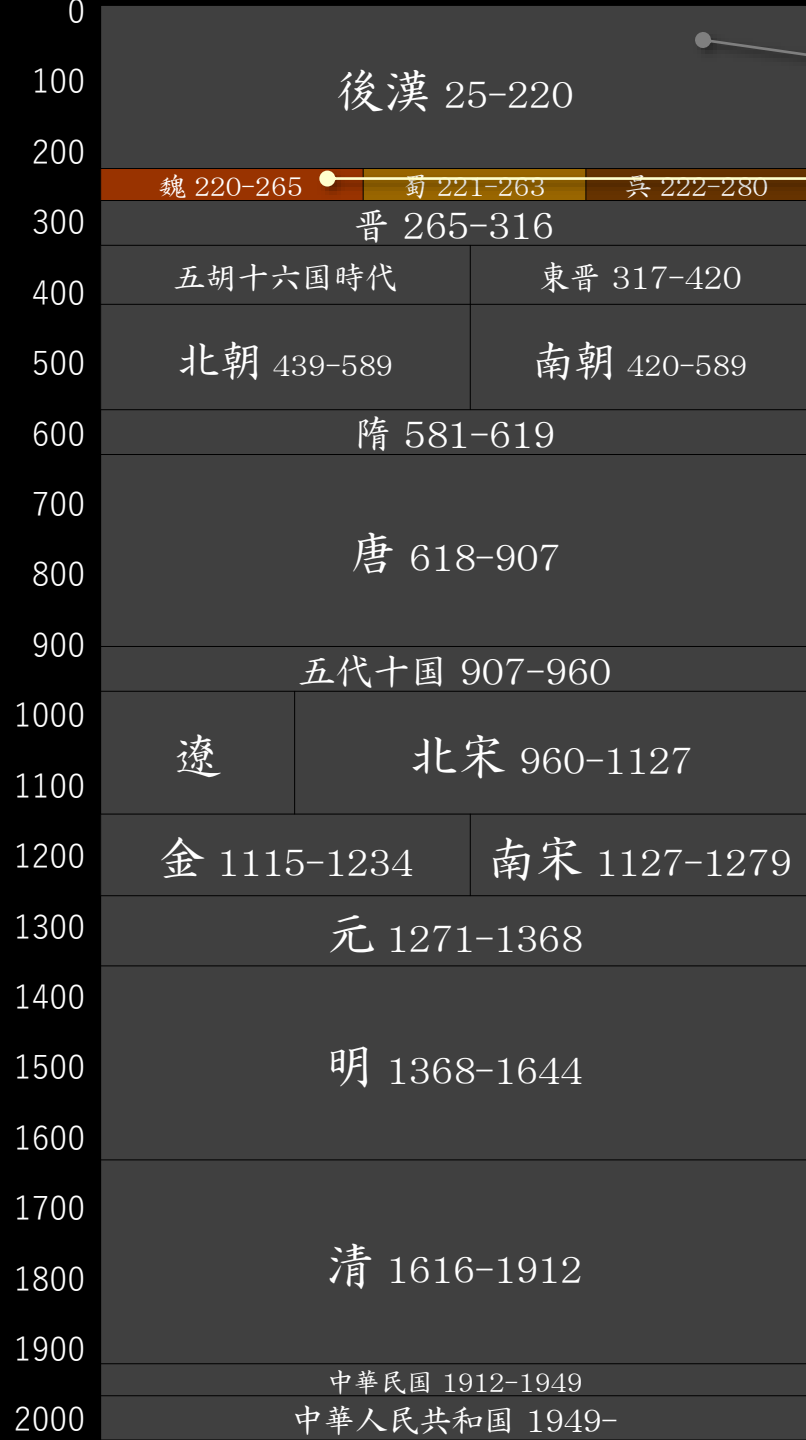 0
100
後漢 25-220
200
魏 220-265 蜀 221-263 呉 222-280
300
晋 265-316
五胡十六国時代 東晋 317-420
400
500
北朝 439-589 南朝 420-589
600
隋 581-619
700
唐 618-907
800
900
五代十国 907-960
1000
遼 北宋 960-1127
1100
1200
金 1115-1234 南宋 1127-1279
1300
元 1271-1368
1400
1500
明 1368-1644
1600
1700
清 1616-1912
1800
1900
中華民国 1912-1949
2000
中華人民共和国 1949-